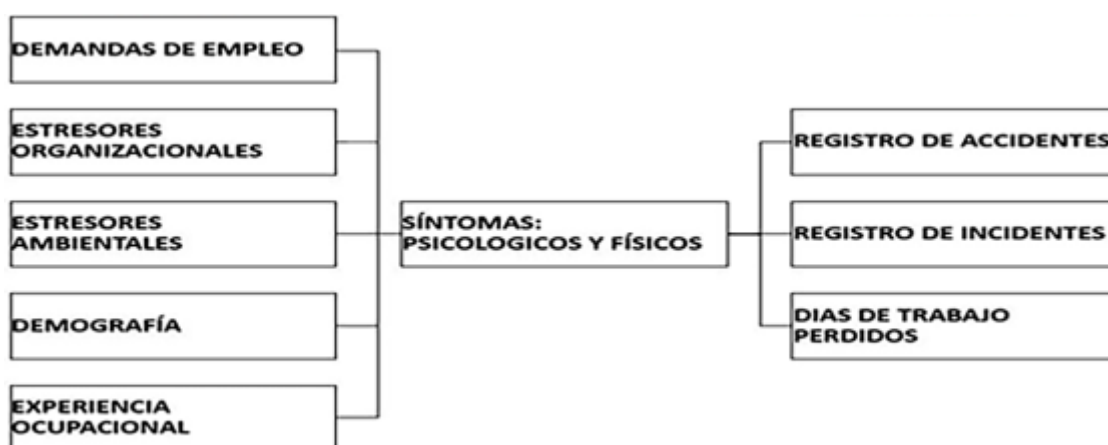 DEMANDAS DE EMPLEO
ESTRESORES
ORGANIZACIONALES
ESTRESORES
AMBIENTALES
DEMOGRAFÍA
EXPERIENCIA
OCUPACIONAL
SÍNTOMAS:
PSICOLOGICOS Y FÍSICOS
REGISTRO DE ACCIDENTES
REGISTRO DE INCIDENTES
DIAS DE TRABAJO
PERDIDOS